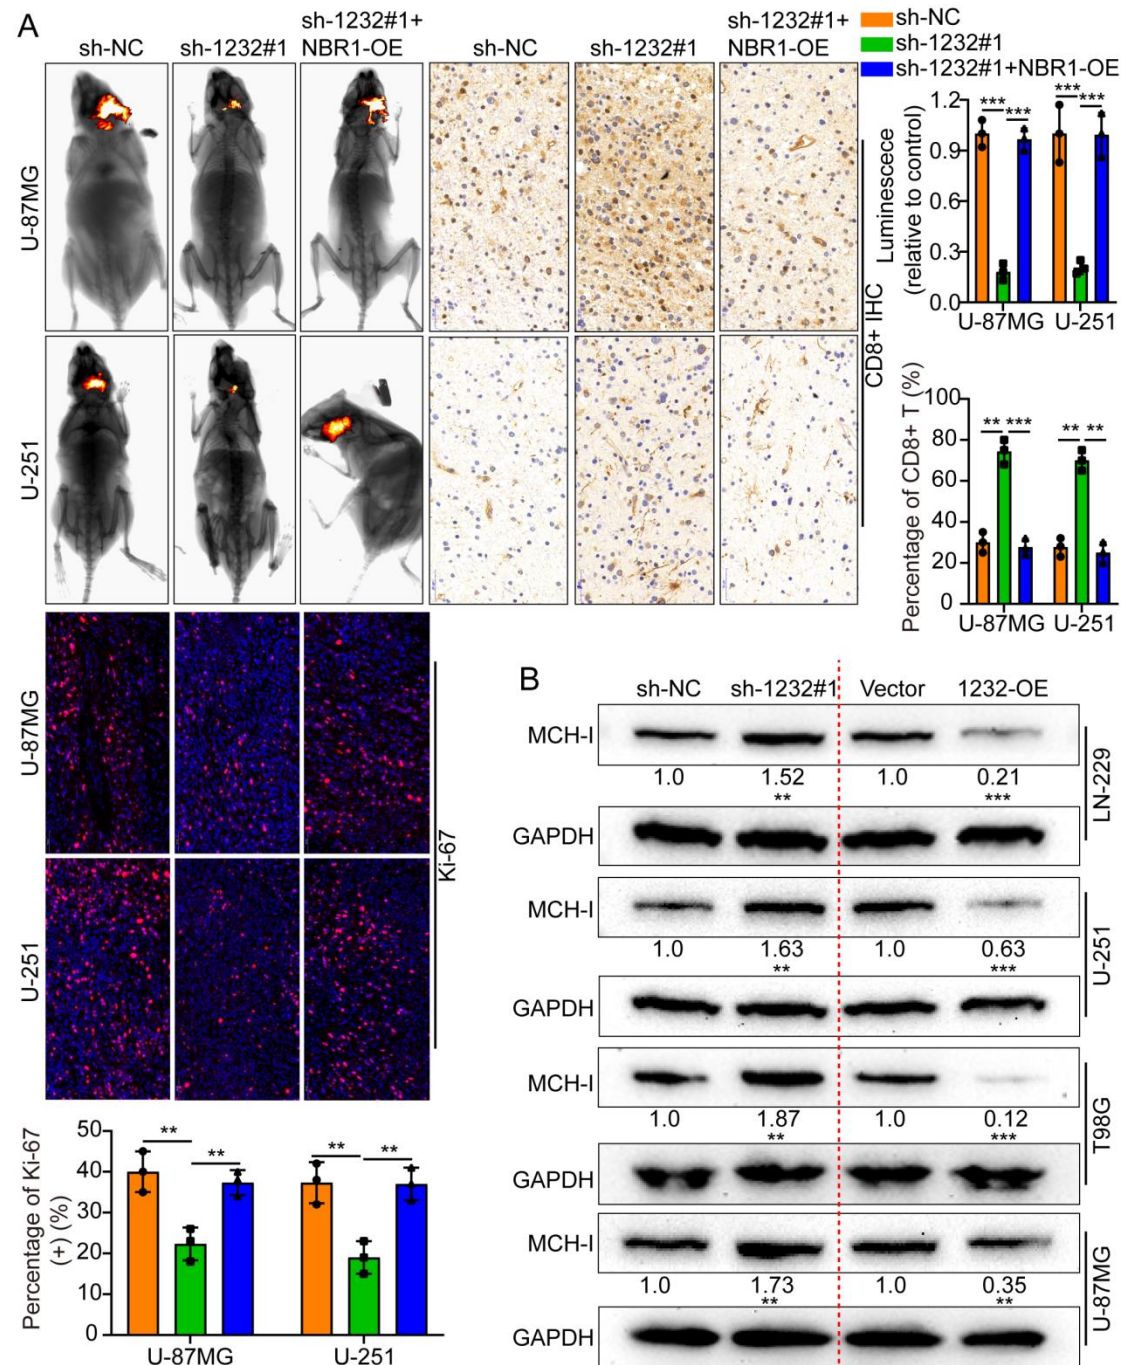 A
sh-NC
sh-1232#1
sh-1232#1+
NBR1-OE
sh-NC
sh-1232#1
sh-1232#1+
NBR1-OE
sh-NC
sh-1232#1
sh-1232#1+NBR1-OE
U-87MG
U-251
CD8+ IHC
Luminescece
(relative to control)
1.2
0.9
0.6
0.3
0.0
*** *** *** ***
U-87MG U-251
Percentage of CD8+ T (%)
100
80
60
40
20
0
** *** ** **
U-87MG U-251
U-87MG
U-251
Ki-67
Percentage of Ki-67
(+) (%)
50
40
30
20
10
0
** ** ** **
U-87MG U-251
B
sh-NC sh-1232#1 Vector 1232-OE
MCH-I
1.0 1.52 1.0 0.21
** ***
GAPDH
LN-229
MCH-I
1.0 1.63 1.0 0.63
** ***
GAPDH
U-251
MCH-I
1.0 1.87 1.0 0.12
** ***
GAPDH
T98G
MCH-I
1.0 1.73 1.0 0.35
** **
GAPDH
U-87MG